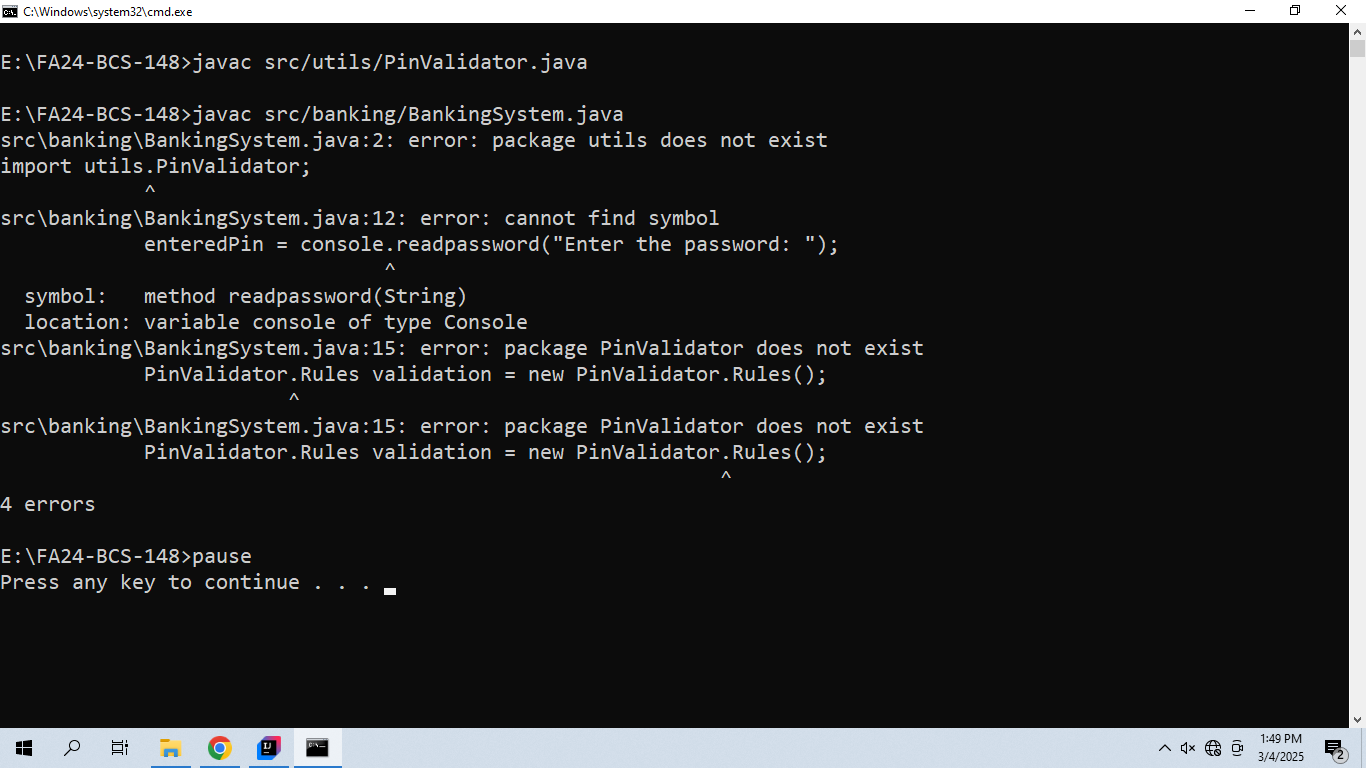 C:\Windows\system32\cmd.exe
E:\FA24-BCS-148>javac src/utils/PinValidator.java
E:\FA24-BCS-148>javac src/banking/BankingSystem.java
src\banking\BankingSystem.java:2: error: package utils does not exist
import utils.PinValidator;
^
src\banking\BankingSystem.java:12: error: cannot find symbol
enteredPin = console.readpassword("Enter the password: ");
^
symbol:   method readpassword(String)
location: variable console of type Console
src\banking\BankingSystem.java:15: error: package PinValidator does not exist
PinValidator.Rules validation = new PinValidator.Rules();
^
src\banking\BankingSystem.java:15: error: package PinValidator does not exist
PinValidator.Rules validation = new PinValidator.Rules();
^
4 errors
E:\FA24-BCS-148>pause
Press any key to continue . . .
1:49 PM
3/4/2025
2